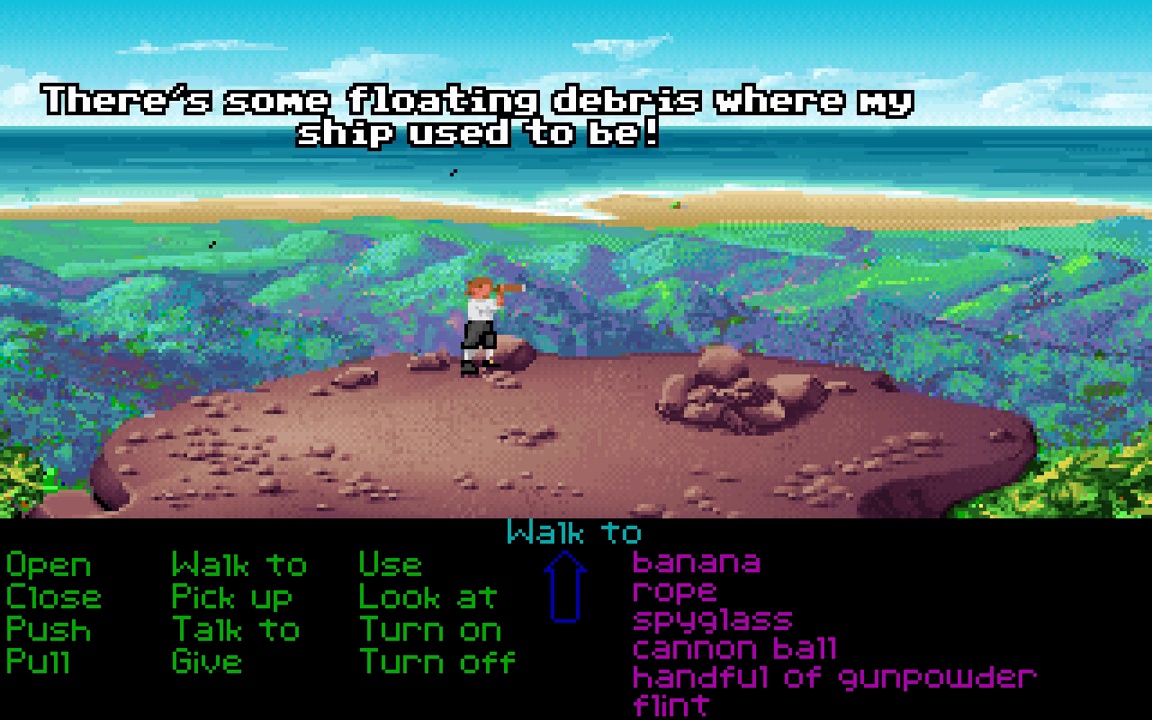 There's some floating debris where my
ship used to be!
Walk to
Open Walk to Use
Close Pick up Look at
Push Talk to Turn on
Pull Give Turn off
banana
rope
spyglass
cannon ball
handful of gunpowder
flint